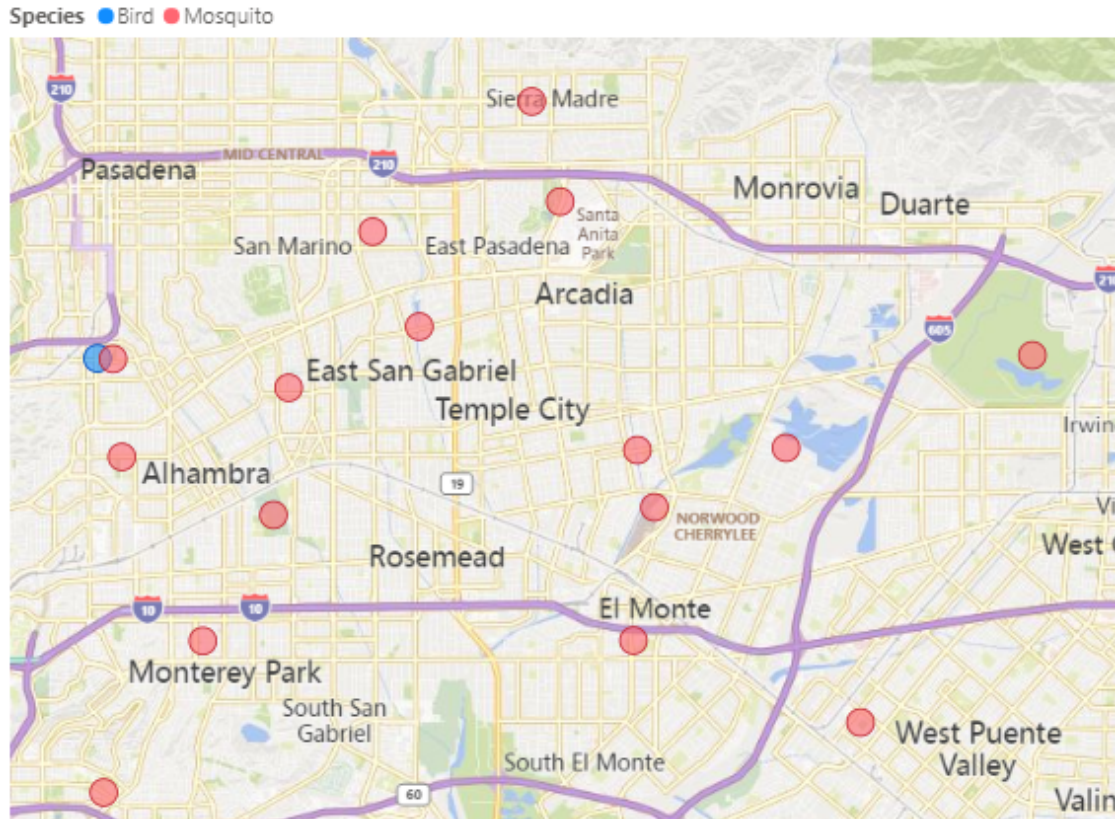 Species Bird Mosquito
210
Sierra Madre
MID CENTRAL
210
Pasadena
Monrovia
Duarte
Santa
Anita
Park
San Marino
East Pasadena
210
Arcadia
605
East San Gabriel
Temple City
Irwin
Alhambra
19
NORWOOD
CHERRYLEE
West
Rosemead
10
10
El Monte
Monterey Park
South San
Gabriel
West Puente
Valley
South El Monte
60
Valin